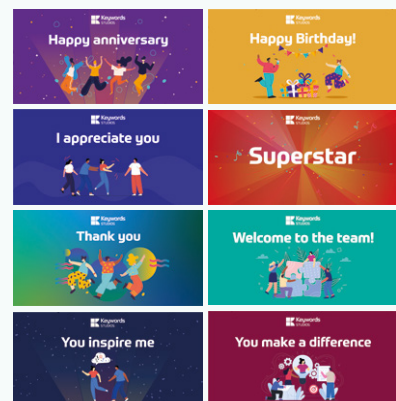 Keywords
STUDIOS
Happy anniversary
Keywords
STUDIOS
Happy Birthday!
Keywords
STUDIOS
I appreciate you
Keywords
STUDIOS
Superstar
Keywords
STUDIOS
Thank you
Keywords
STUDIOS
Welcome to the team!
Keywords
STUDIOS
You inspire me
Keywords
STUDIOS
You make a difference